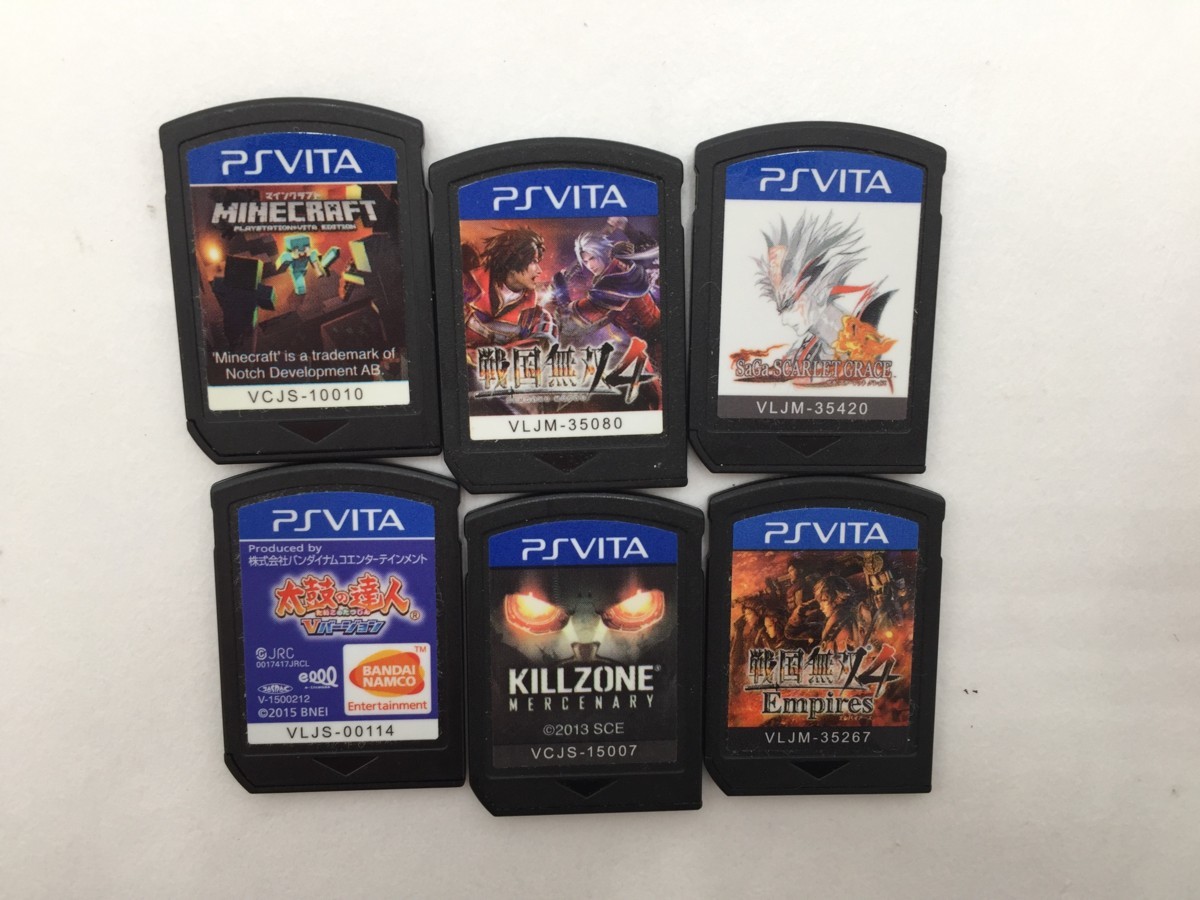 PSVITA
マインクラフト
MINECRAFT
PLAYSTATION®VITA EDITION
'Minecraft' is a trademark of
Notch Development AB.
VCJS-10010
PSVITA
戦国無双4
VLJM-35080
PSVITA
SaGa SCARLET GRACE
VLJM-35420
PSVITA
Produced by
株式会社バンダイナムコエンターテインメント
太鼓の達人®
Vバージョン
JRC
0017417JRCL
V-1500212
©2015 BNEI
BANDAI
NAMCO
TM
Entertainment
VLJS-00114
PSVITA
KILLZONE®
MERCENARY
©2013 SCE
VCJS-15007
PSVITA
戦国無双4
Empires
VLJM-35267